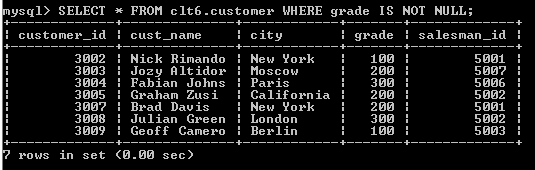 mysql> SELECT * FROM clt6.customer WHERE grade IS NOT NULL;
+-------------+----------------+------------+-------+-------------+
| customer_id | cust_name | city | grade | salesman_id |
+-------------+----------------+------------+-------+-------------+
| 3002 | Nick Rimando | New York | 100 | 5001 |
| 3003 | Jozy Altidor | Moscow | 200 | 5007 |
| 3004 | Fabian Johns | Paris | 300 | 5006 |
| 3005 | Graham Zusi | California | 200 | 5002 |
| 3007 | Brad Davis | New York | 200 | 5001 |
| 3008 | Julian Green | London | 300 | 5002 |
| 3009 | Geoff Camero | Berlin | 100 | 5003 |
+-------------+----------------+------------+-------+-------------+
7 rows in set (0.00 sec)